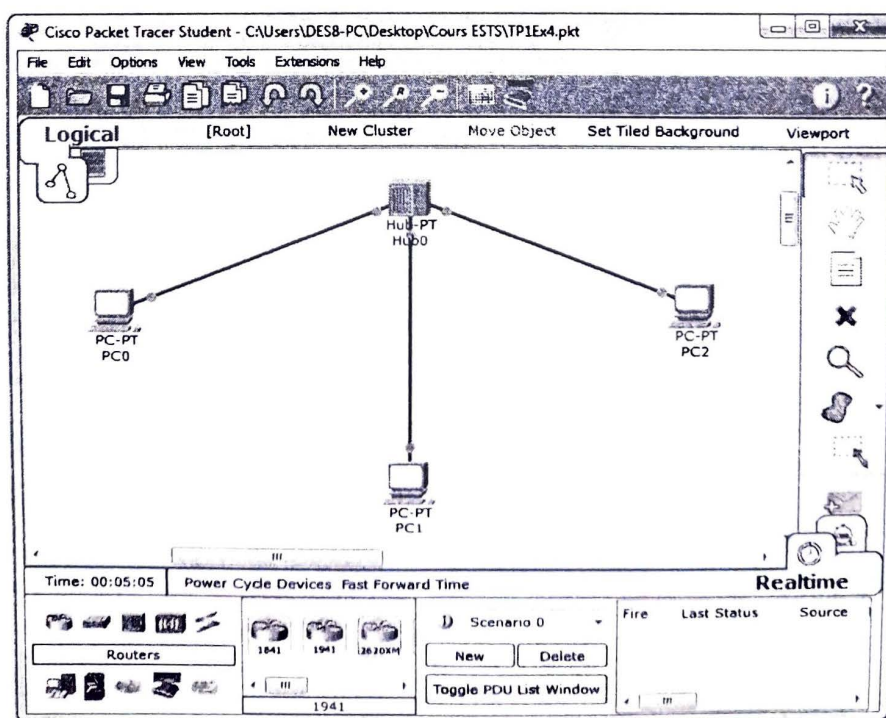 Cisco Packet Tracer Student - C:\Users\DES8-PC\Desktop\Cours ESTS\TP1Ex4.pkt
File Edit Options View Tools Extensions Help
Logical [Root] New Cluster Move Object Set Tiled Background Viewport
Hub-PT
Hub0
PC-PT
PC0
PC-PT
PC2
PC-PT
PC1
Time: 00:05:05 Power Cycle Devices Fast Forward Time Realtime
Routers
1841 1941 2620XM
1941
Scenario 0
New Delete
Toggle PDU List Window
Fire Last Status Source